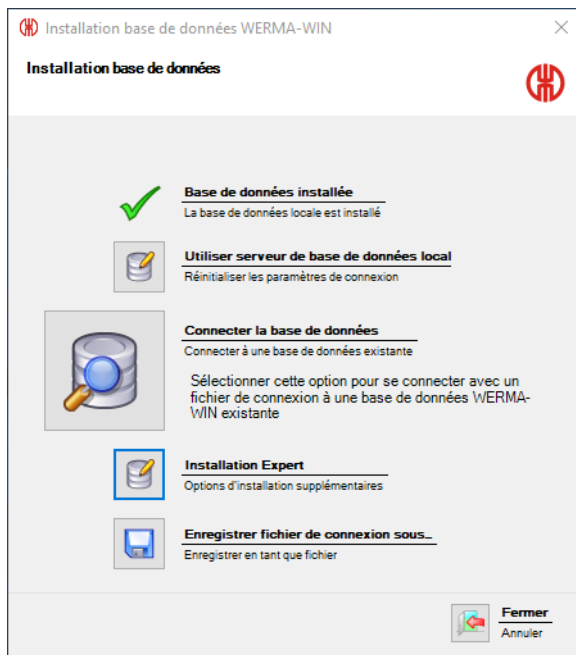 Installation base de données WERMA-WIN
Installation base de données
Base de données installée
La base de données locale est installé
Utiliser serveur de base de données local
Réinitialiser les paramètres de connexion
Connecter la base de données
Connecter à une base de données existante
Sélectionner cette option pour se connecter avec un
fichier de connexion à une base de données WERMA-
WIN existante
Installation Expert
Options d'installation supplémentaires
Enregistrer fichier de connexion sous...
Enregistrer en tant que fichier
Fermer
Annuler